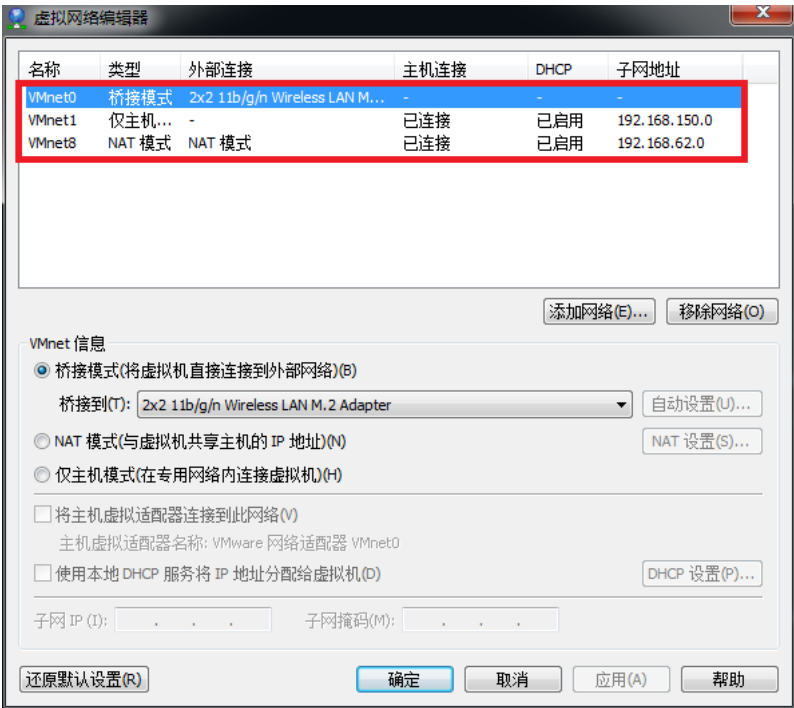 虚拟网络编辑器
名称 类型 外部连接 主机连接 DHCP 子网地址
VMnet0 桥接模式 2x2 11b/g/n Wireless LAN M... - - -
VMnet1 仅主机... - 已连接 已启用 192.168.150.0
VMnet8 NAT 模式 NAT 模式 已连接 已启用 192.168.62.0
添加网络(E)... 移除网络(O)
VMnet 信息
桥接模式(将虚拟机直接连接到外部网络)(B)
桥接到(T): 2x2 11b/g/n Wireless LAN M.2 Adapter 自动设置(U)...
NAT 模式(与虚拟机共享主机的 IP 地址)(N) NAT 设置(S)...
仅主机模式(在专用网络内连接虚拟机)(H)
将主机虚拟适配器连接到此网络(V)
主机虚拟适配器名称: VMware 网络适配器 VMnet0
使用本地 DHCP 服务将 IP 地址分配给虚拟机(D) DHCP 设置(P)...
子网 IP (I): . . . 子网掩码(M): . . .
还原默认设置(R) 确定 取消 应用(A) 帮助